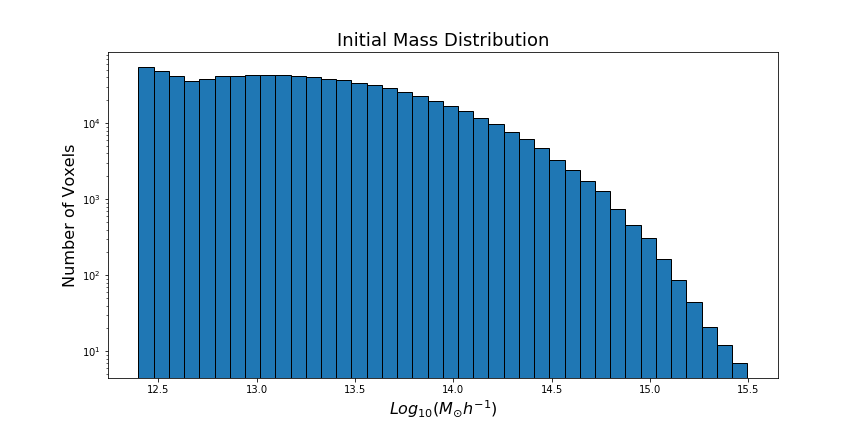 Initial Mass Distribution
Number of Voxels
10⁴
10³
10²
10¹
12.5 13.0 13.5 14.0 14.5 15.0 15.5
Log₁₀(M⊙h⁻¹)